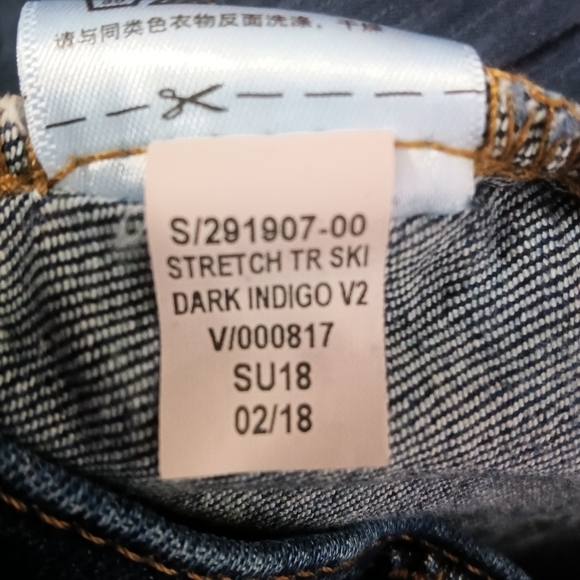 请与同类色衣物反面洗涤，干燥
S/291907-00
STRETCH TR SKI
DARK INDIGO V2
V/000817
SU18
02/18